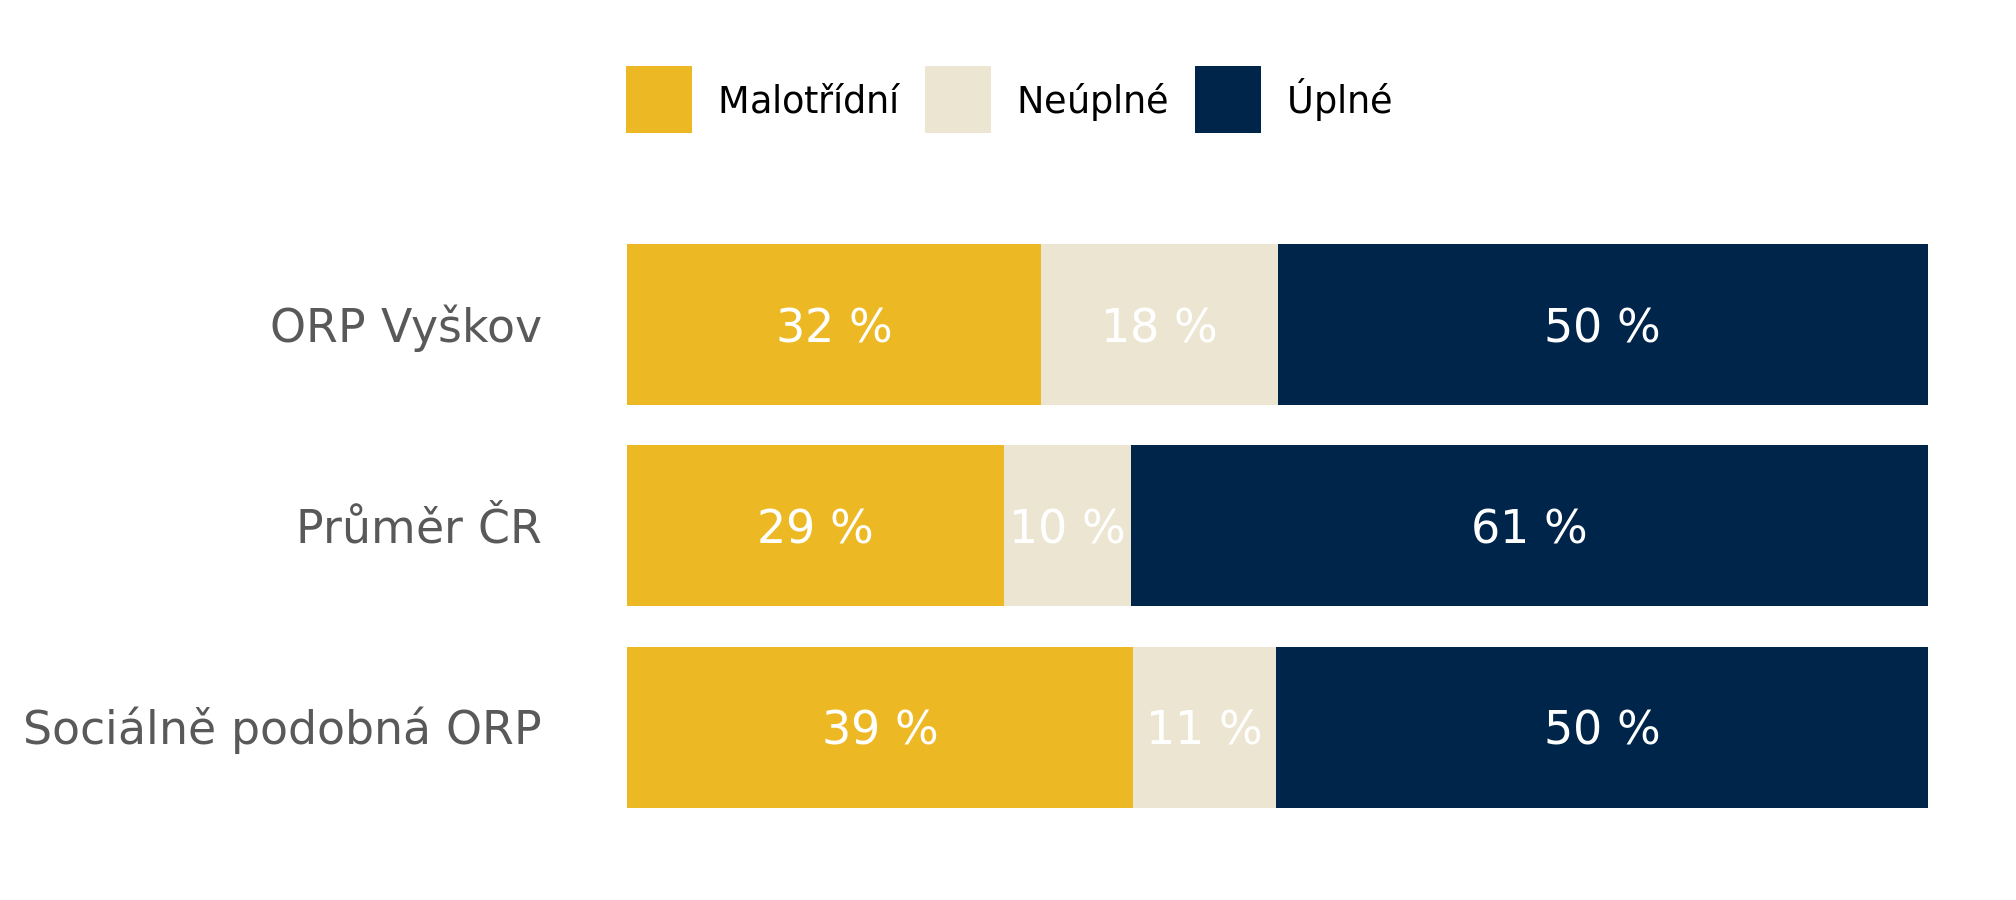 Malotřídní Neúplné Úplné
ORP Vyškov 32 % 18 % 50 %
Průměr ČR 29 % 10 % 61 %
Sociálně podobná ORP 39 % 11 % 50 %